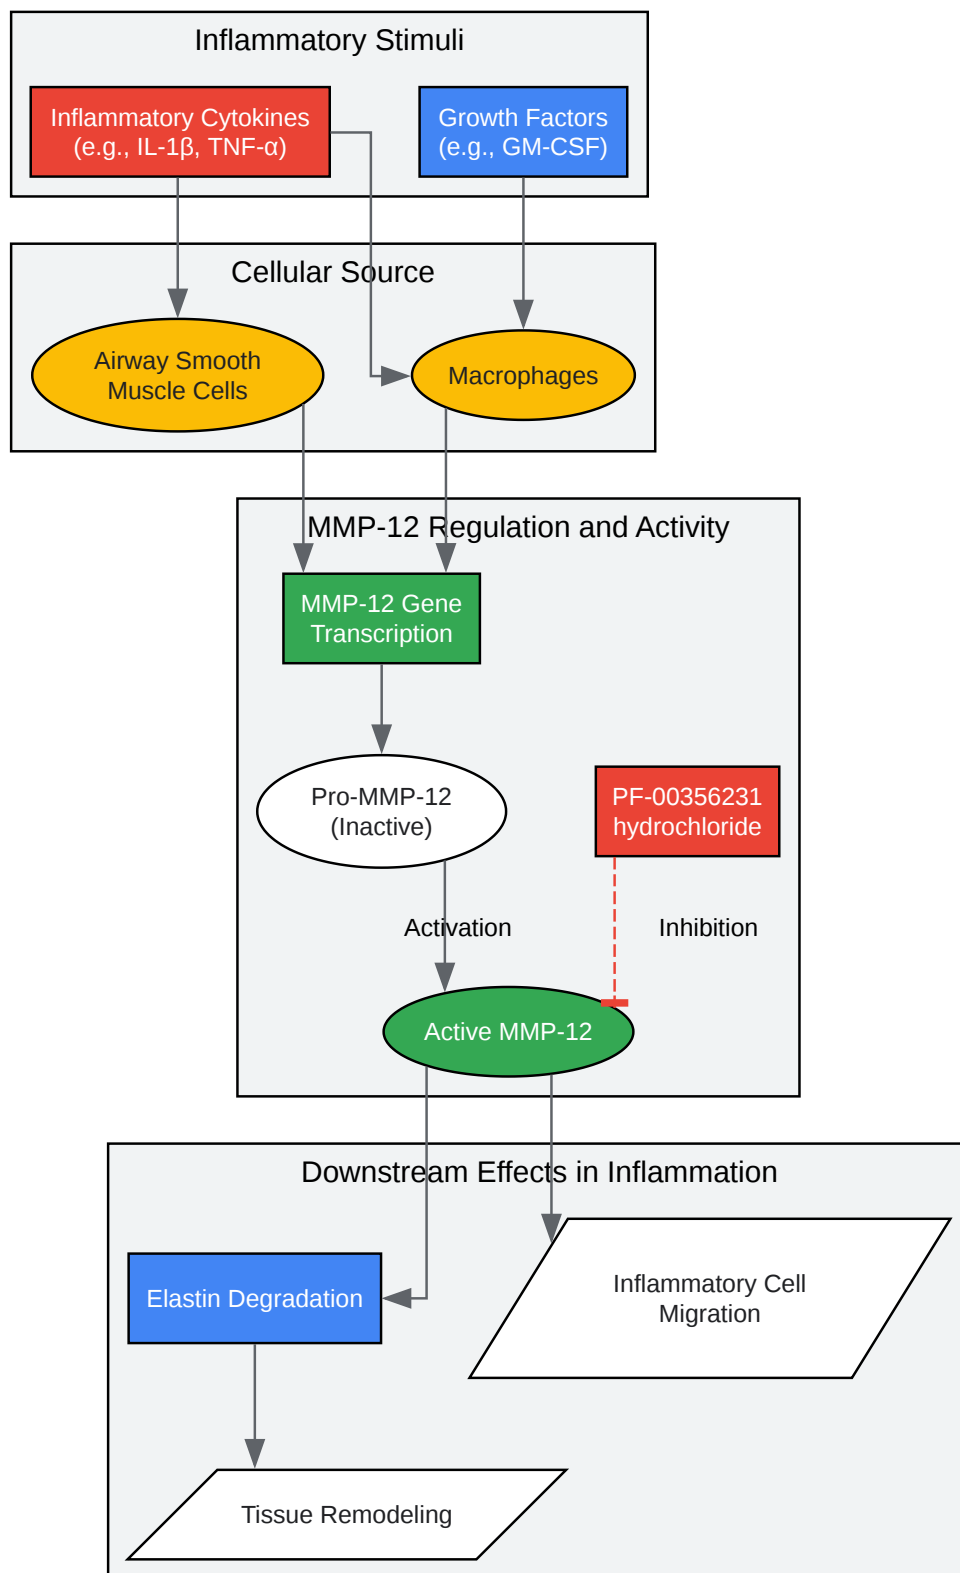 Inflammatory Stimuli
Inflammatory Cytokines
(e.g., IL-1β, TNF-α)
Growth Factors
(e.g., GM-CSF)
Cellular Source
Airway Smooth
Muscle Cells
Macrophages
MMP-12 Regulation and Activity
MMP-12 Gene
Transcription
Pro-MMP-12
(Inactive)
PF-00356231
hydrochloride
Activation
Inhibition
Active MMP-12
Downstream Effects in Inflammation
Elastin Degradation
Inflammatory Cell
Migration
Tissue Remodeling